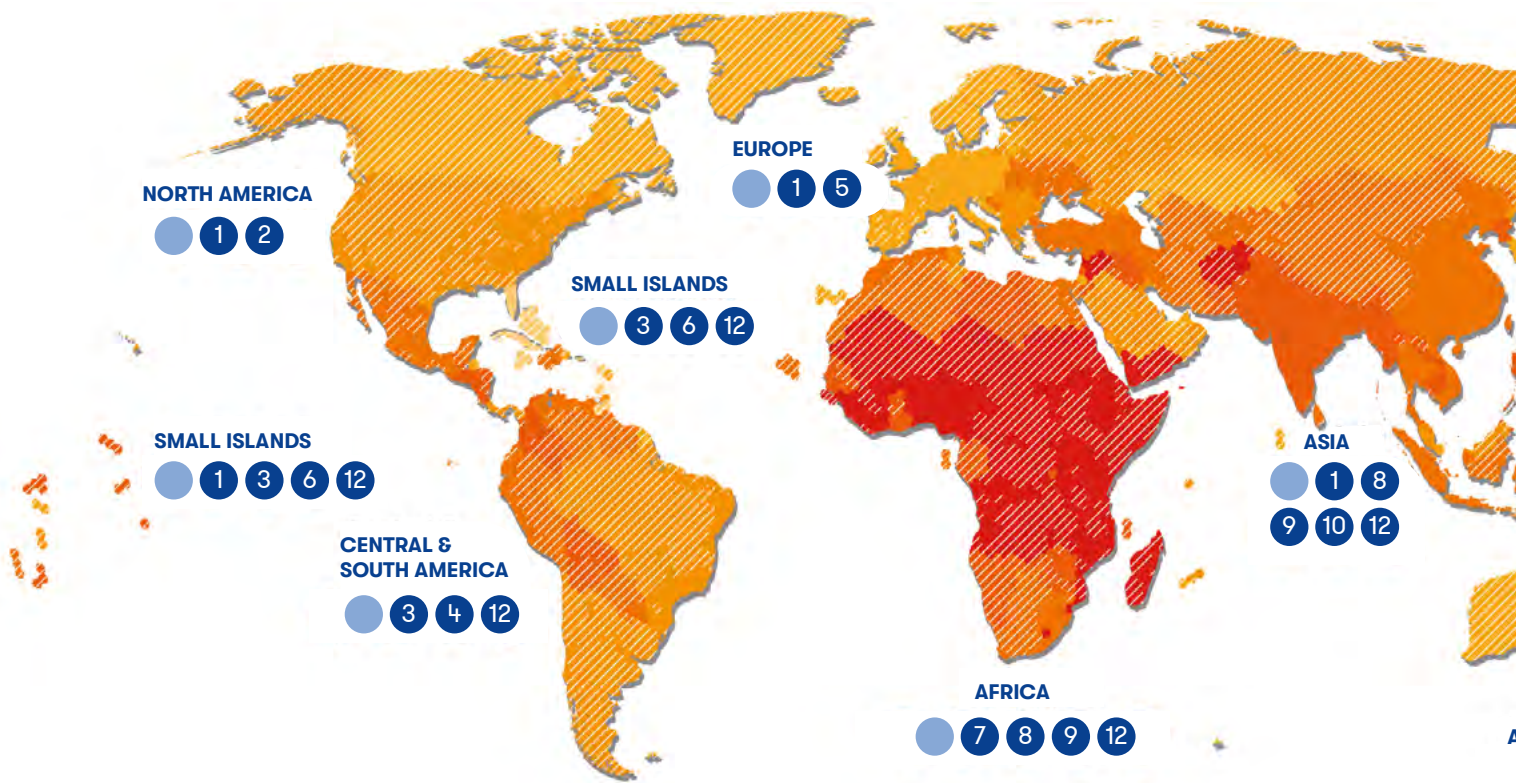 EUROPE
1 5
NORTH AMERICA
1 2
SMALL ISLANDS
3 6 12
SMALL ISLANDS
1 3 6 12
ASIA
1 8
9 10 12
CENTRAL &
SOUTH AMERICA
3 4 12
AFRICA
7 8 9 12
A